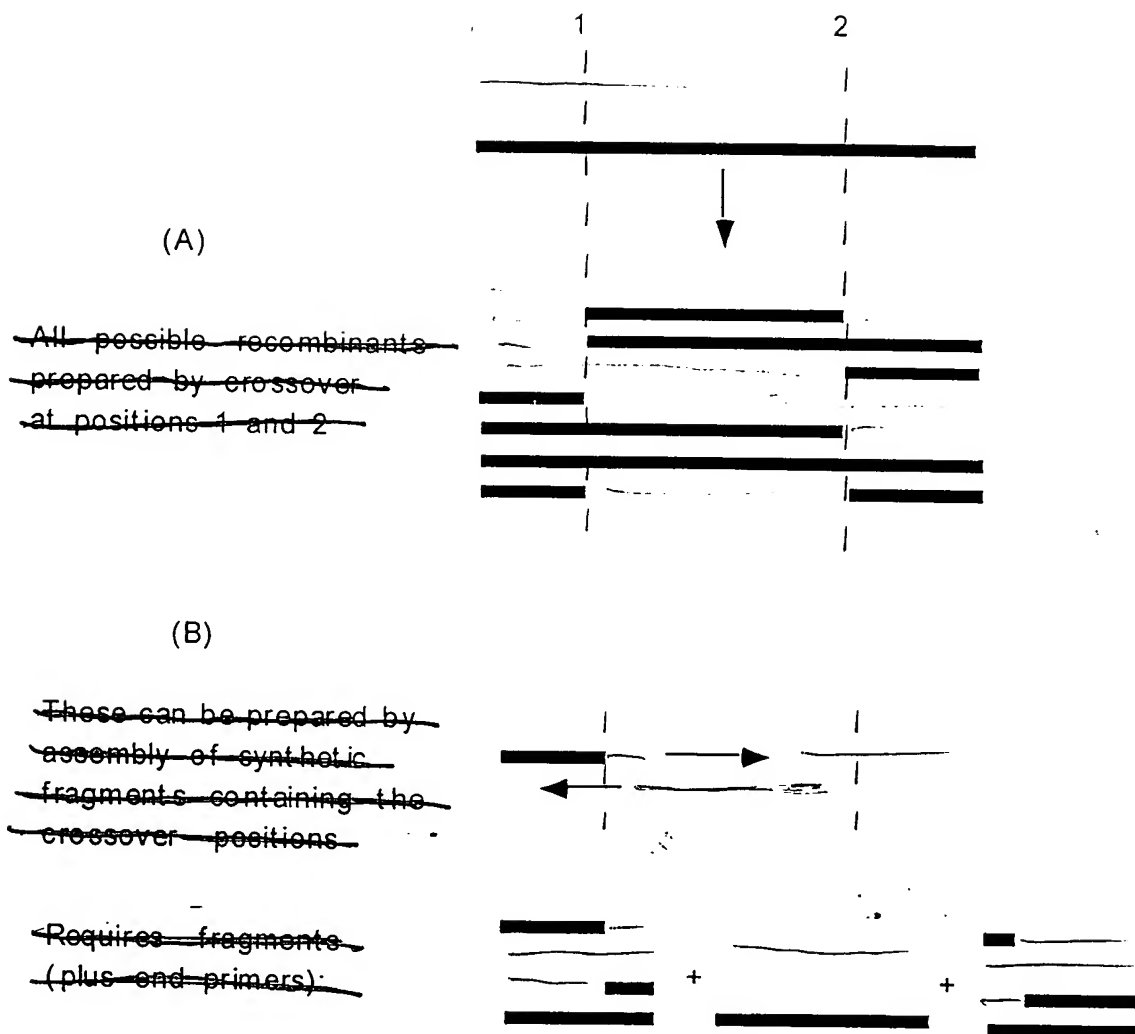 1 2
(A)
All possible recombinants
prepared by crossover
at positions 1 and 2
(B)
These can be prepared by
assembly of synthetic
fragments containing the
crossover positions
Requires fragments
(plus end primers):
+ +